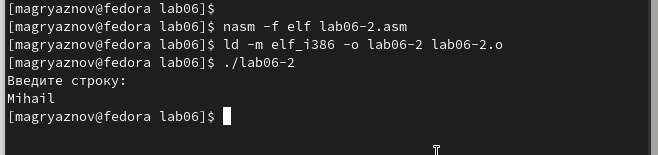 [magryaznov@fedora lab06]$
[magryaznov@fedora lab06]$ nasm -f elf lab06-2.asm
[magryaznov@fedora lab06]$ ld -m elf_i386 -o lab06-2 lab06-2.o
[magryaznov@fedora lab06]$ ./lab06-2
Введите строку:
Mihail
[magryaznov@fedora lab06]$